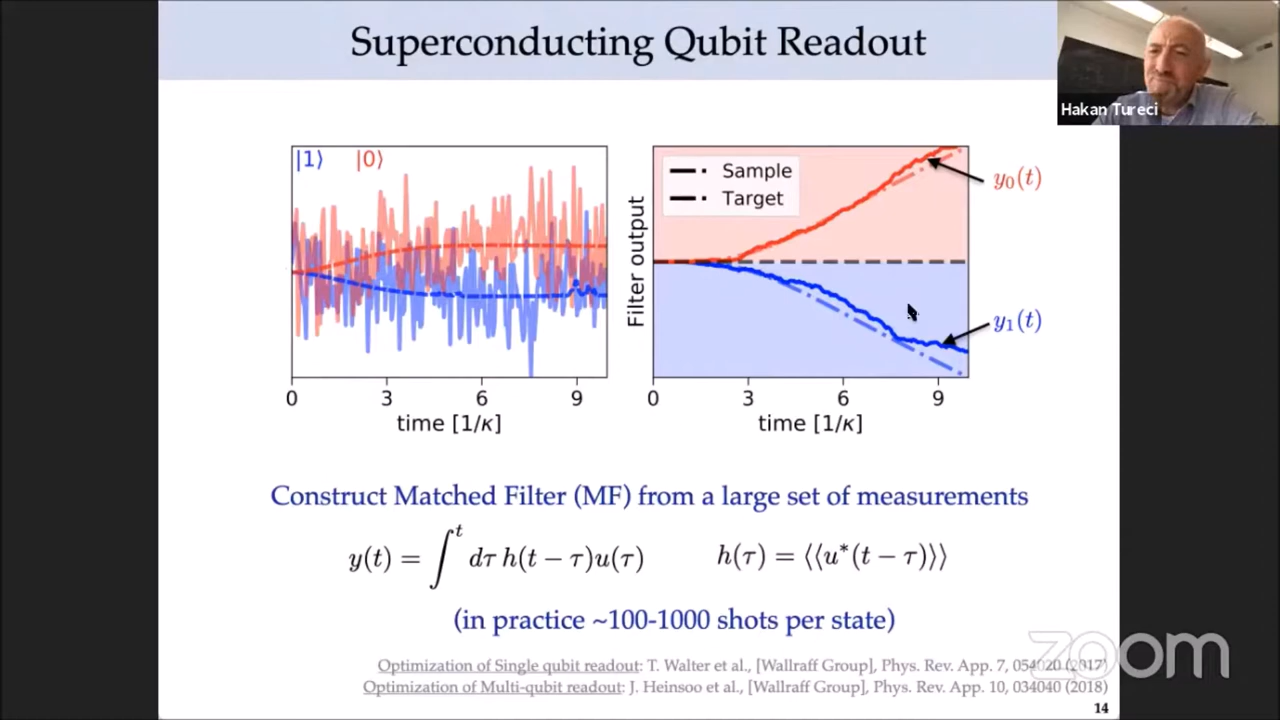 Superconducting Qubit Readout
Hakan Tureci
|1⟩ |0⟩
0 3 6 9
time [1/κ]
Filter output
Sample
Target
0 3 6 9
time [1/κ]
y₀(t)
y₁(t)
Construct Matched Filter (MF) from a large set of measurements
y(t) = ∫ᵗ dτ h(t − τ)u(τ) h(τ) = ⟨⟨u*(t − τ)⟩⟩
(in practice ~100-1000 shots per state)
Optimization of Single qubit readout: T. Walter et al., [Wallraff Group], Phys. Rev. App. 7, 054020 (2017)
Optimization of Multi-qubit readout: J. Heinsoo et al., [Wallraff Group], Phys. Rev. App. 10, 034040 (2018)
14
zoom